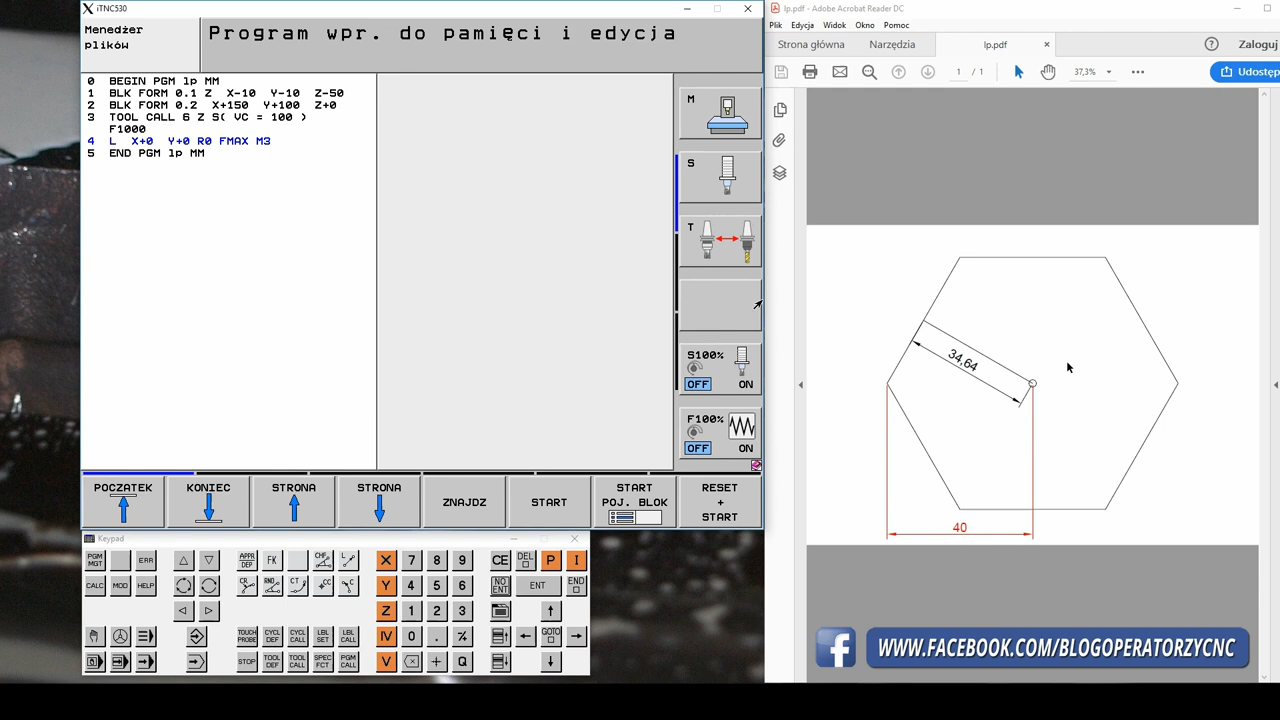 iTNC530
Menedżer
plików
Program wpr. do pamięci i edycja
0 BEGIN PGM lp MM
1 BLK FORM 0.1 Z X-10 Y-10 Z-50
2 BLK FORM 0.2 X+150 Y+100 Z+0
3 TOOL CALL 6 Z S( VC = 100 )
F1000
4 L X+0 Y+0 R0 FMAX M3
5 END PGM lp MM
M
S
T
S100%
OFF ON
F100%
OFF ON
POCZATEK
KONIEC
STRONA
STRONA
ZNAJDZ
START
START
POJ. BLOK
RESET
+
START
Keypad
PGM MGT
ERR
APPR DEP
FK
CHF
L
X
7
8
9
CE
DEL
P
I
CALC
MOD
HELP
CR
RND
CT
CC
C
Y
4
5
6
NO ENT
ENT
END
Z
1
2
3
TOUCH PROBE
CYCL DEF
CYCL CALL
LBL SET
LBL CALL
IV
0
.
⁒
GOTO
STOP
TOOL DEF
TOOL CALL
SPEC FCT
PGM CALL
V
+
Q
lp.pdf - Adobe Acrobat Reader DC
Plik Edycja Widok Okno Pomoc
Strona główna Narzędzia lp.pdf × Zaloguj
1 / 1 37,3% Udostęp
34,64
40
f WWW.FACEBOOK.COM/BLOGOPERATORZYCNC